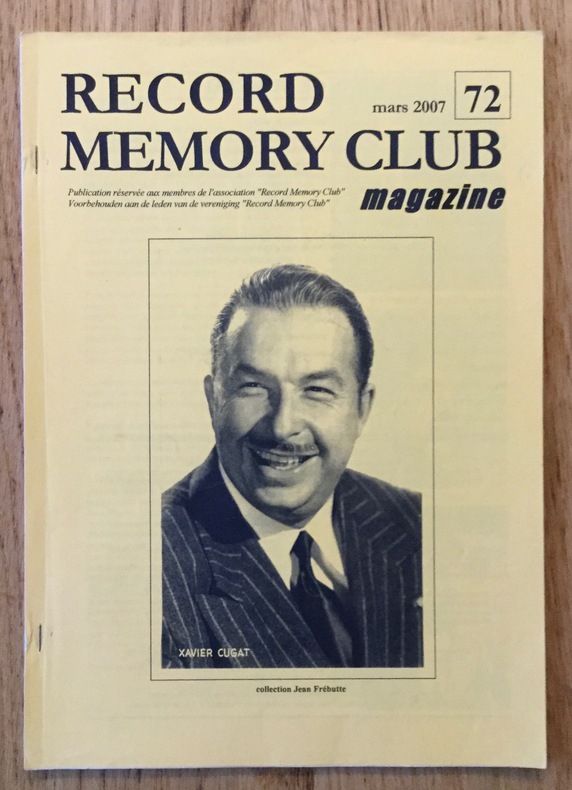 RECORD
mars 2007 72
MEMORY CLUB
Publication réservée aux membres de l'association "Record Memory Club"
Voorbehouden aan de leden van de vereniging "Record Memory Club"
magazine
XAVIER CUGAT
collection Jean Frébutte